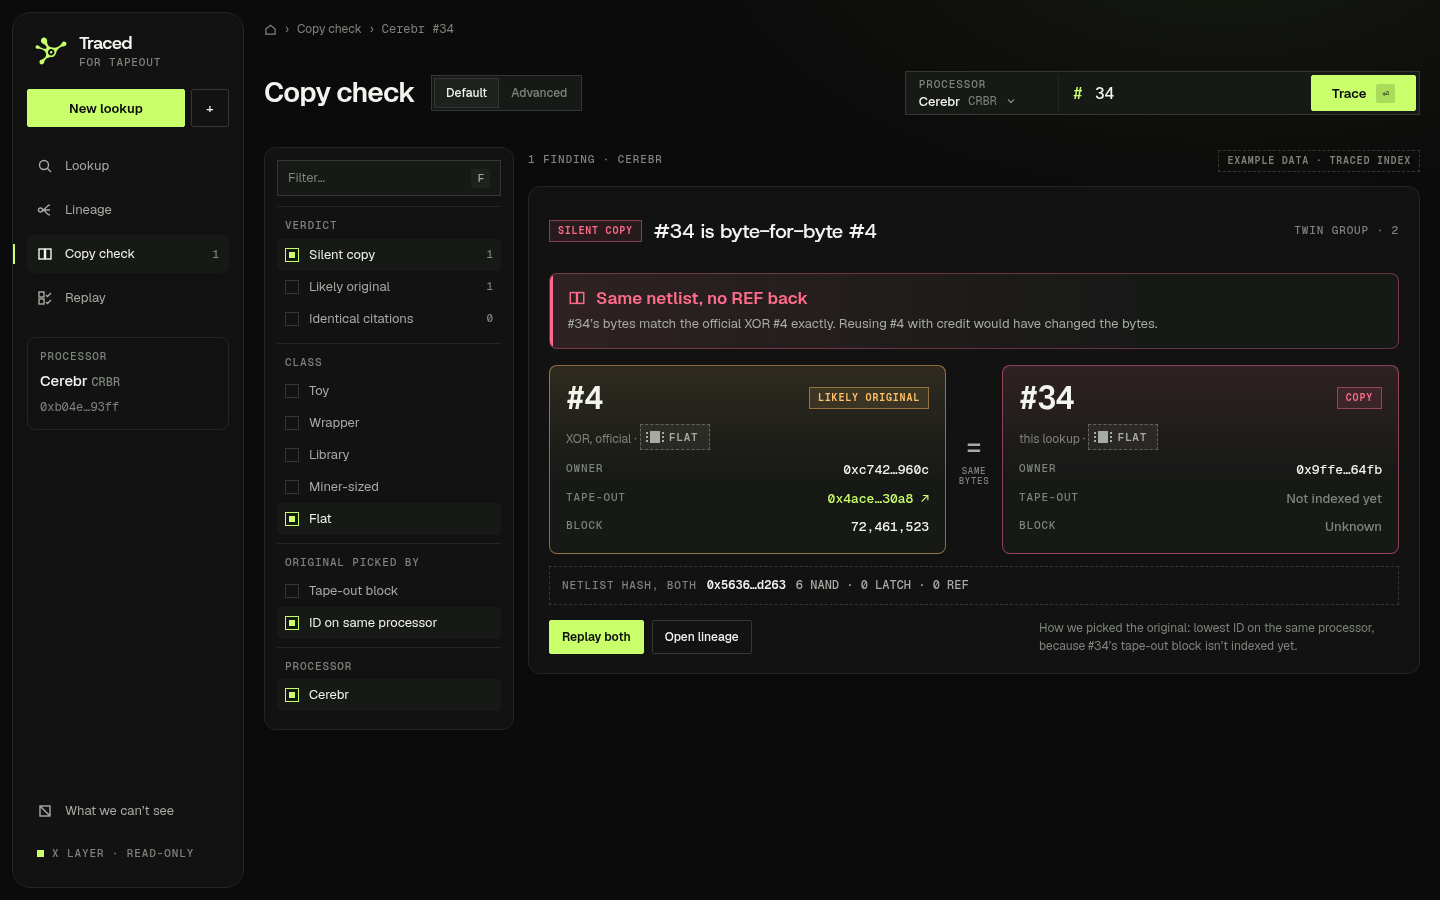 Traced
FOR TAPEOUT
New lookup
+
Lookup
Lineage
Copy check 1
Replay
PROCESSOR
Cerebr CRBR
0xb04e…93ff
What we can't see
X LAYER · READ-ONLY
› Copy check › Cerebr #34
Copy check
Default Advanced
PROCESSOR
Cerebr CRBR
# 34
Trace ⏎
Filter… F
VERDICT
Silent copy 1
Likely original 1
Identical citations 0
CLASS
Toy
Wrapper
Library
Miner-sized
Flat
ORIGINAL PICKED BY
Tape-out block
ID on same processor
PROCESSOR
Cerebr
1 FINDING · CEREBR
EXAMPLE DATA · TRACED INDEX
SILENT COPY #34 is byte-for-byte #4
TWIN GROUP · 2
Same netlist, no REF back
#34's bytes match the official XOR #4 exactly. Reusing #4 with credit would have changed the bytes.
#4 LIKELY ORIGINAL
XOR, official · FLAT
OWNER 0xc742…960c
TAPE-OUT 0x4ace…30a8 ↗
BLOCK 72,461,523
=
SAME
BYTES
#34 COPY
this lookup · FLAT
OWNER 0x9ffe…64fb
TAPE-OUT Not indexed yet
BLOCK Unknown
NETLIST HASH, BOTH 0x5636…d263 6 NAND · 0 LATCH · 0 REF
Replay both
Open lineage
How we picked the original: lowest ID on the same processor,
because #34's tape-out block isn't indexed yet.